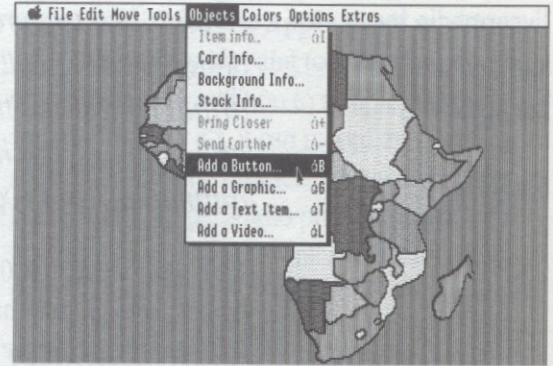 File Edit Move Tools Objects Colors Options Extras
Item info.. I
Card Info...
Background Info...
Stack Info...
Bring Closer +
Send Farther -
Add a Button... B
Add a Graphic... G
Add a Text Item... T
Add a Video... L